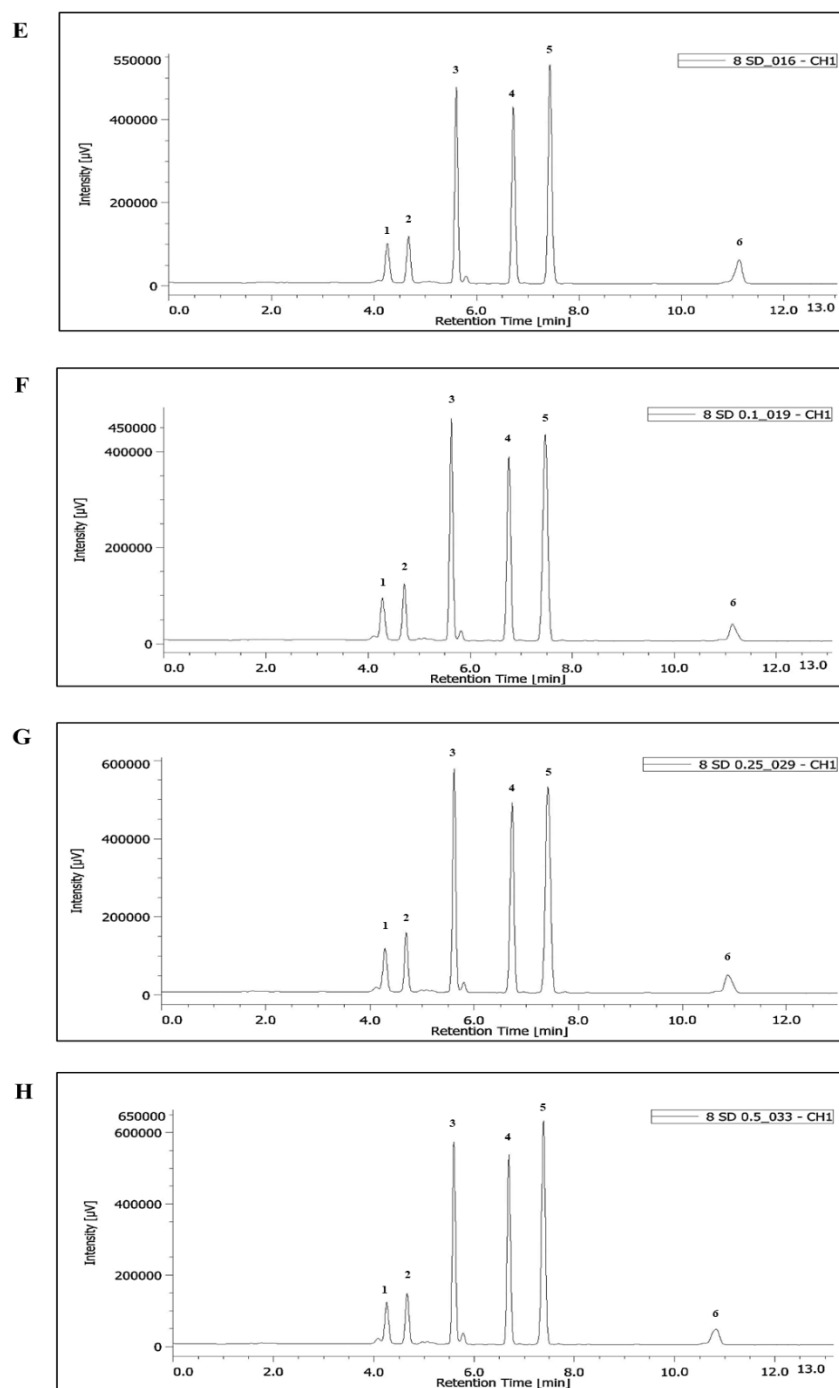 E
8 SD_016 - CH1
550000
400000
200000
0
Intensity [µV]
1
2
3
4
5
6
0.0 2.0 4.0 6.0 8.0 10.0 12.0 13.0
Retention Time [min]
F
8 SD 0.1_019 - CH1
450000
400000
200000
0
Intensity [µV]
1
2
3
4
5
6
0.0 2.0 4.0 6.0 8.0 10.0 12.0 13.0
Retention Time [min]
G
8 SD 0.25_029 - CH1
600000
400000
200000
0
Intensity [µV]
1
2
3
4
5
6
0.0 2.0 4.0 6.0 8.0 10.0 12.0
Retention Time [min]
H
8 SD 0.5_033 - CH1
650000
600000
400000
200000
0
Intensity [µV]
1
2
3
4
5
6
0.0 2.0 4.0 6.0 8.0 10.0 12.0 13.0
Retention Time [min]